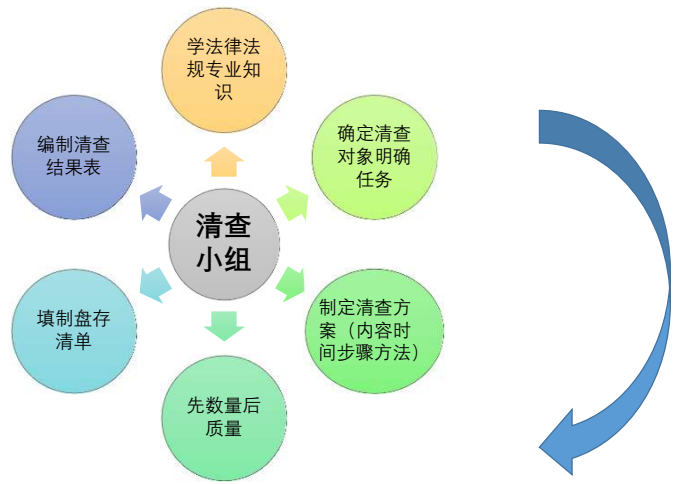 学法律法
规专业知
识
确定清查
对象明确
任务
制定清查方
案（内容时
间步骤方法）
先数量后
质量
填制盘存
清单
编制清查
结果表
清查
小组